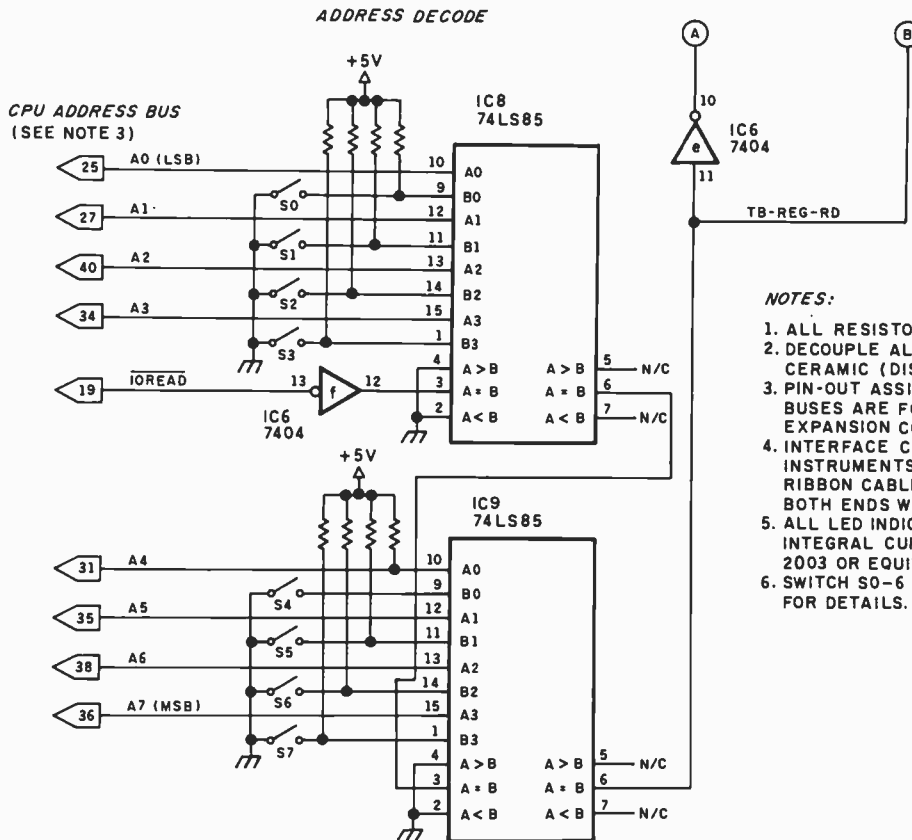 ADDRESS DECODE
A
B
+5V
CPU ADDRESS BUS
(SEE NOTE 3)
IC8
74LS85
10
IC6
7404
e
11
25 A0 (LSB) 10 A0
S0 9 B0
27 A1 12 A1
S1 11 B1
40 A2 13 A2
S2 14 B2
34 A3 15 A3
S3 1 B3
4 A > B A > B 5 N/C
19 IOREAD 13 f 12 3 A = B A = B 6
2 A < B A < B 7 N/C
IC6
7404
TB-REG-RD
+5V
IC9
74LS85
31 A4 10 A0
S4 9 B0
35 A5 12 A1
S5 11 B1
38 A6 13 A2
S6 14 B2
36 A7 (MSB) 15 A3
S7 1 B3
4 A > B A > B 5 N/C
3 A = B A = B 6
2 A < B A < B 7 N/C
NOTES:
1. ALL RESISTO
2. DECOUPLE AL
CERAMIC (DIS
3. PIN-OUT ASSI
BUSES ARE FO
EXPANSION CO
4. INTERFACE C
INSTRUMENTS
RIBBON CABLE
BOTH ENDS W
5. ALL LED INDIC
INTEGRAL CU
2003 OR EQUI
6. SWITCH S0-6
FOR DETAILS.